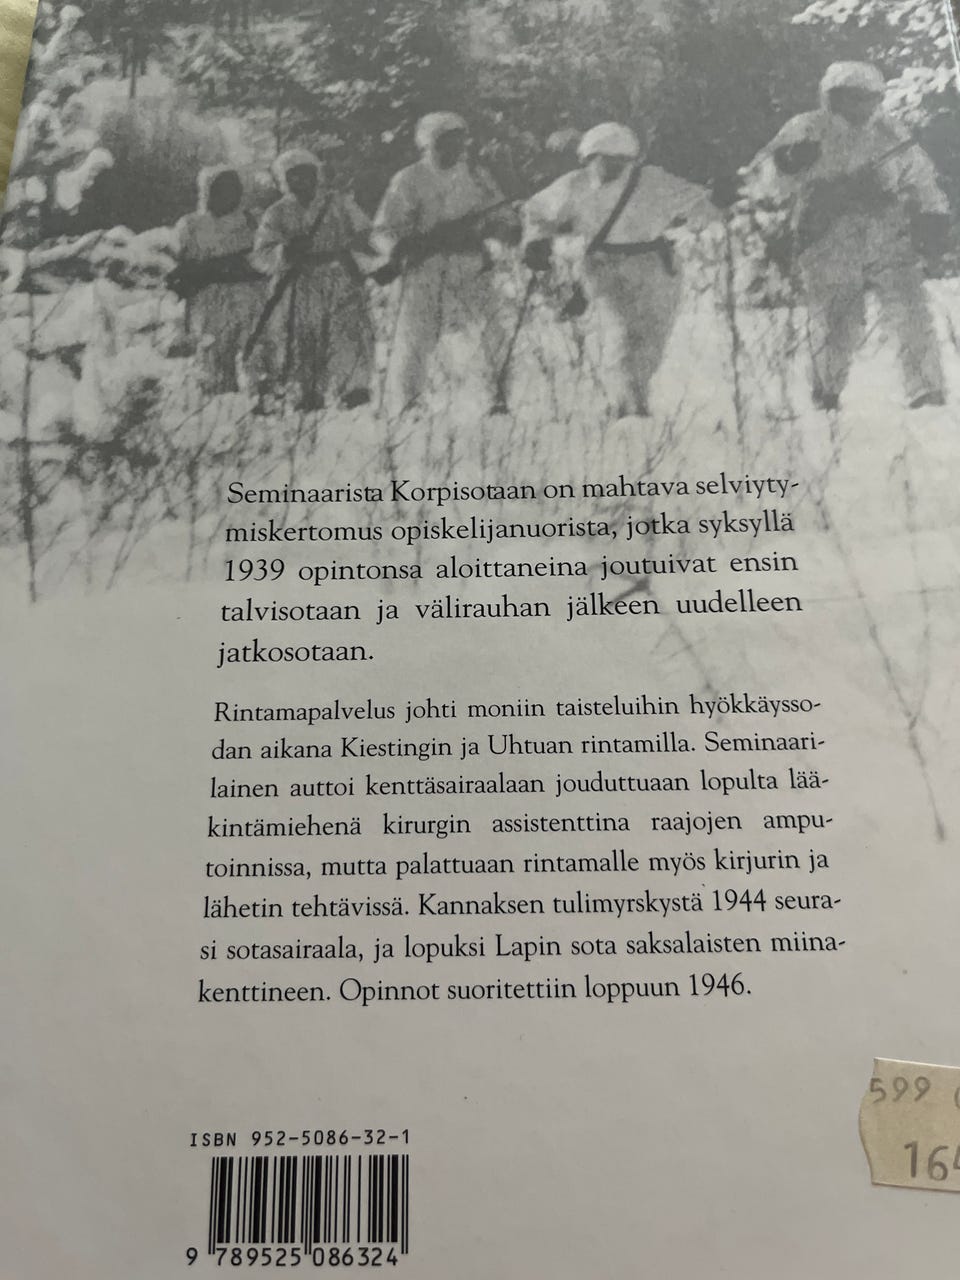 Seminaarista Korpisotaan on mahtava selviyty-
miskertomus opiskelijanuorista, jotka syksyllä
1939 opintonsa aloittaneina joutuivat ensin
talvisotaan ja välirauhan jälkeen uudelleen
jatkosotaan.
Rintamapalvelus johti moniin taisteluihin hyökkäysso-
dan aikana Kiestingin ja Uhtuan rintamilla. Seminaari-
lainen auttoi kenttäsairaalaan jouduttuaan lopulta lää-
kintämiehenä kirurgin assistenttina raajojen ampu-
toinnissa, mutta palattuaan rintamalle myös kirjurin ja
lähetin tehtävissä. Kannaksen tulimyrskystä 1944 seura-
si sotasairaala, ja lopuksi Lapin sota saksalaisten miina-
kenttineen. Opinnot suoritettiin loppuun 1946.
599
ISBN 952-5086-32-1
9 789525 086324